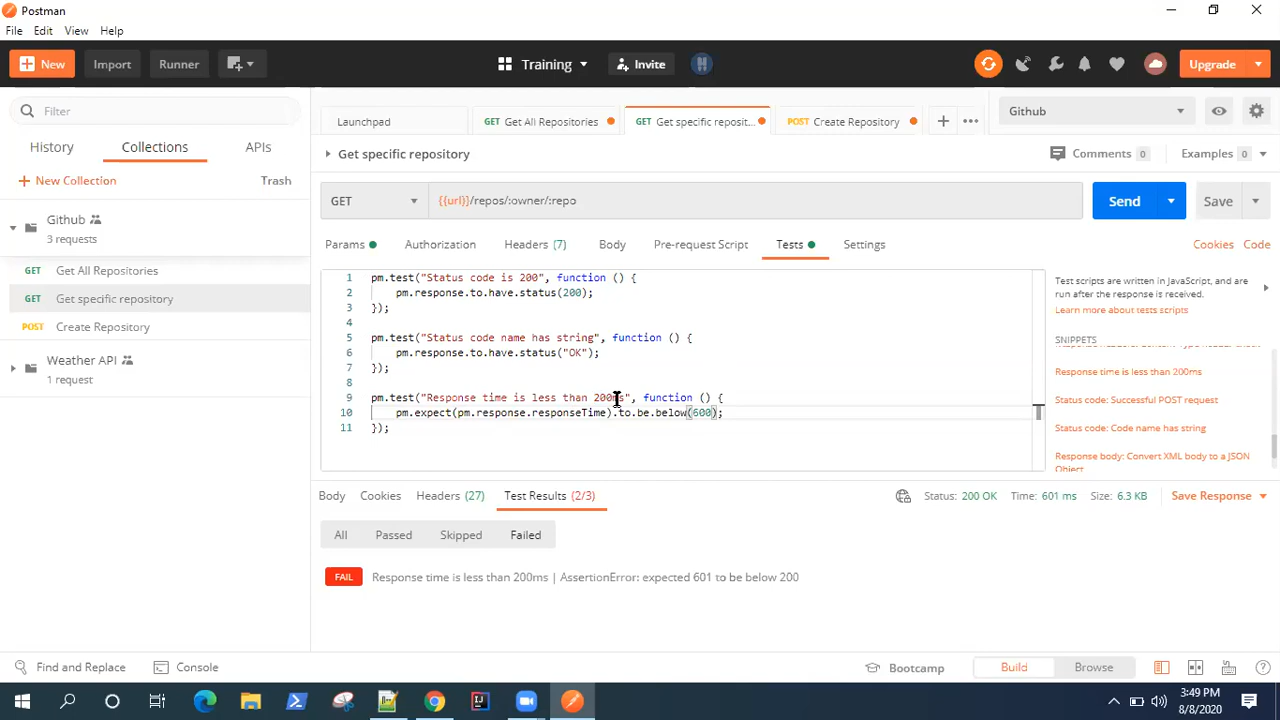 Postman
File Edit View Help
New Import Runner Training Invite Upgrade
Filter
History Collections APIs
New Collection Trash
Github
3 requests
GET Get All Repositories
GET Get specific repository
POST Create Repository
Weather API
1 request
Launchpad GET Get All Repositories GET Get specific reposit... POST Create Repository Github
Get specific repository Comments 0 Examples 0
GET {{url}}/repos/:owner/:repo Send Save
Params Authorization Headers (7) Body Pre-request Script Tests Settings Cookies Code
1 pm.test("Status code is 200", function () {
2 pm.response.to.have.status(200);
3 });
4
5 pm.test("Status code name has string", function () {
6 pm.response.to.have.status("OK");
7 });
8
9 pm.test("Response time is less than 200ms", function () {
10 pm.expect(pm.response.responseTime).to.be.below(600);
11 });
Test scripts are written in JavaScript, and are
run after the response is received.
Learn more about tests scripts
SNIPPETS
Response time is less than 200ms
Status code: Successful POST request
Status code: Code name has string
Response body: Convert XML body to a JSON
Object
Body Cookies Headers (27) Test Results (2/3) Status: 200 OK Time: 601 ms Size: 6.3 KB Save Response
All Passed Skipped Failed
FAIL Response time is less than 200ms | AssertionError: expected 601 to be below 200
Find and Replace Console Bootcamp Build Browse
3:49 PM
8/8/2020